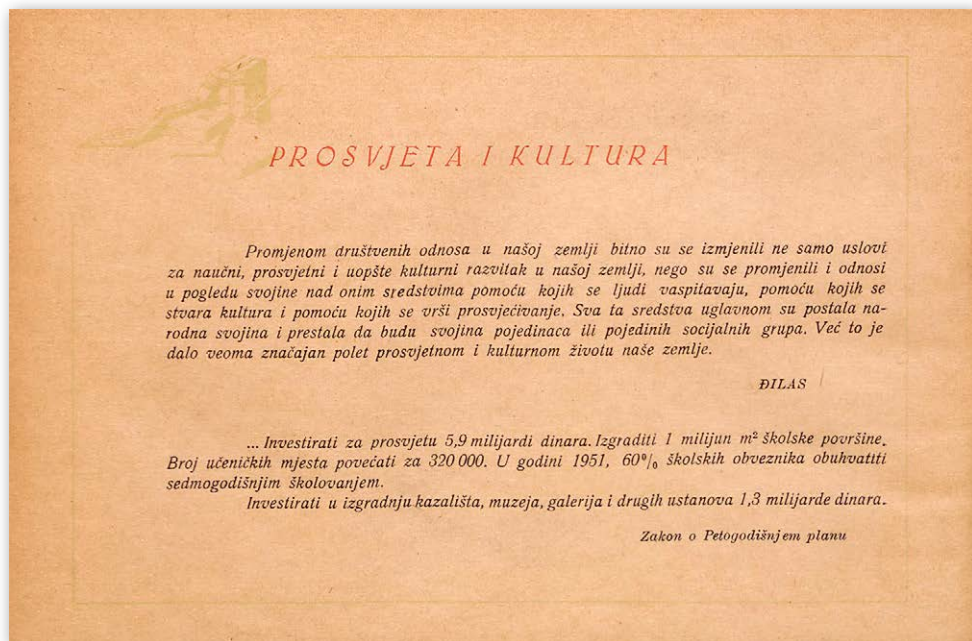 PROSVJETA I KULTURA
Promjenom društvenih odnosa u našoj zemlji bitno su se izmjenili ne samo uslovi
za naučni, prosvjetni i uopšte kulturni razvitak u našoj zemlji, nego su se promjenili i odnosi
u pogledu svojine nad onim sredstvima pomoću kojih se ljudi vaspitavaju, pomoću kojih se
stvara kultura i pomoću kojih se vrši prosvjećivanje. Sva ta sredstva uglavnom su postala na-
rodna svojina i prestala da budu svojina pojedinaca ili pojedinih socijalnih grupa. Već to je
dalo veoma značajan polet prosvjetnom i kulturnom životu naše zemlje.
ĐILAS
... Investirati za prosvjetu 5,9 milijardi dinara. Izgraditi 1 milijun m² školske površine.
Broj učeničkih mjesta povećati za 320 000. U godini 1951, 60% školskih obveznika obuhvatiti
sedmogodišnjim školovanjem.
Investirati u izgradnju kazališta, muzeja, galerija i drugih ustanova 1,3 milijarde dinara.
Zakon o Petogodišnjem planu